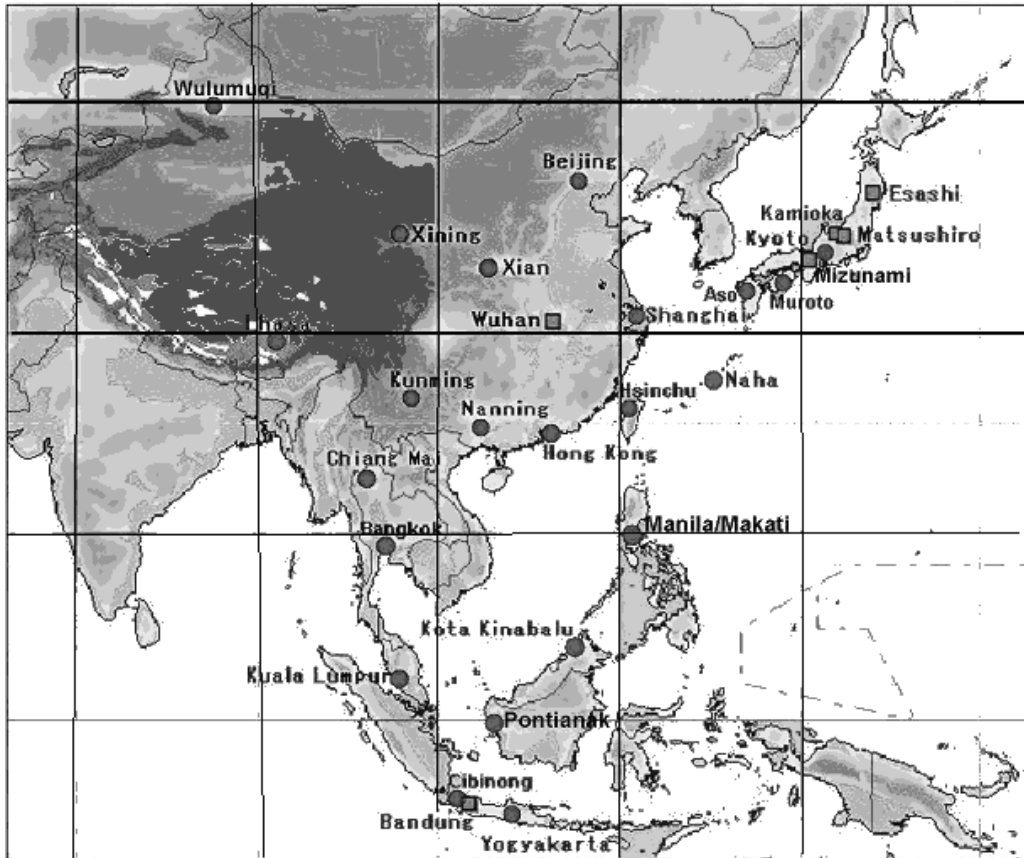 Wulumuqi
Beijing
Esashi
Kamioka
Xining
Kyoto
Matsushiro
Xian
Mizunami
Aso
Muroto
Wuhan
Shanghai
Lhasa
Kunming
Hsinchu
Naha
Nanning
Hong Kong
Chiang Mai
Bangkok
Manila/Makati
Kota Kinabalu
Kuala Lumpur
Pontianak
Cibinong
Bandung
Yogyakarta